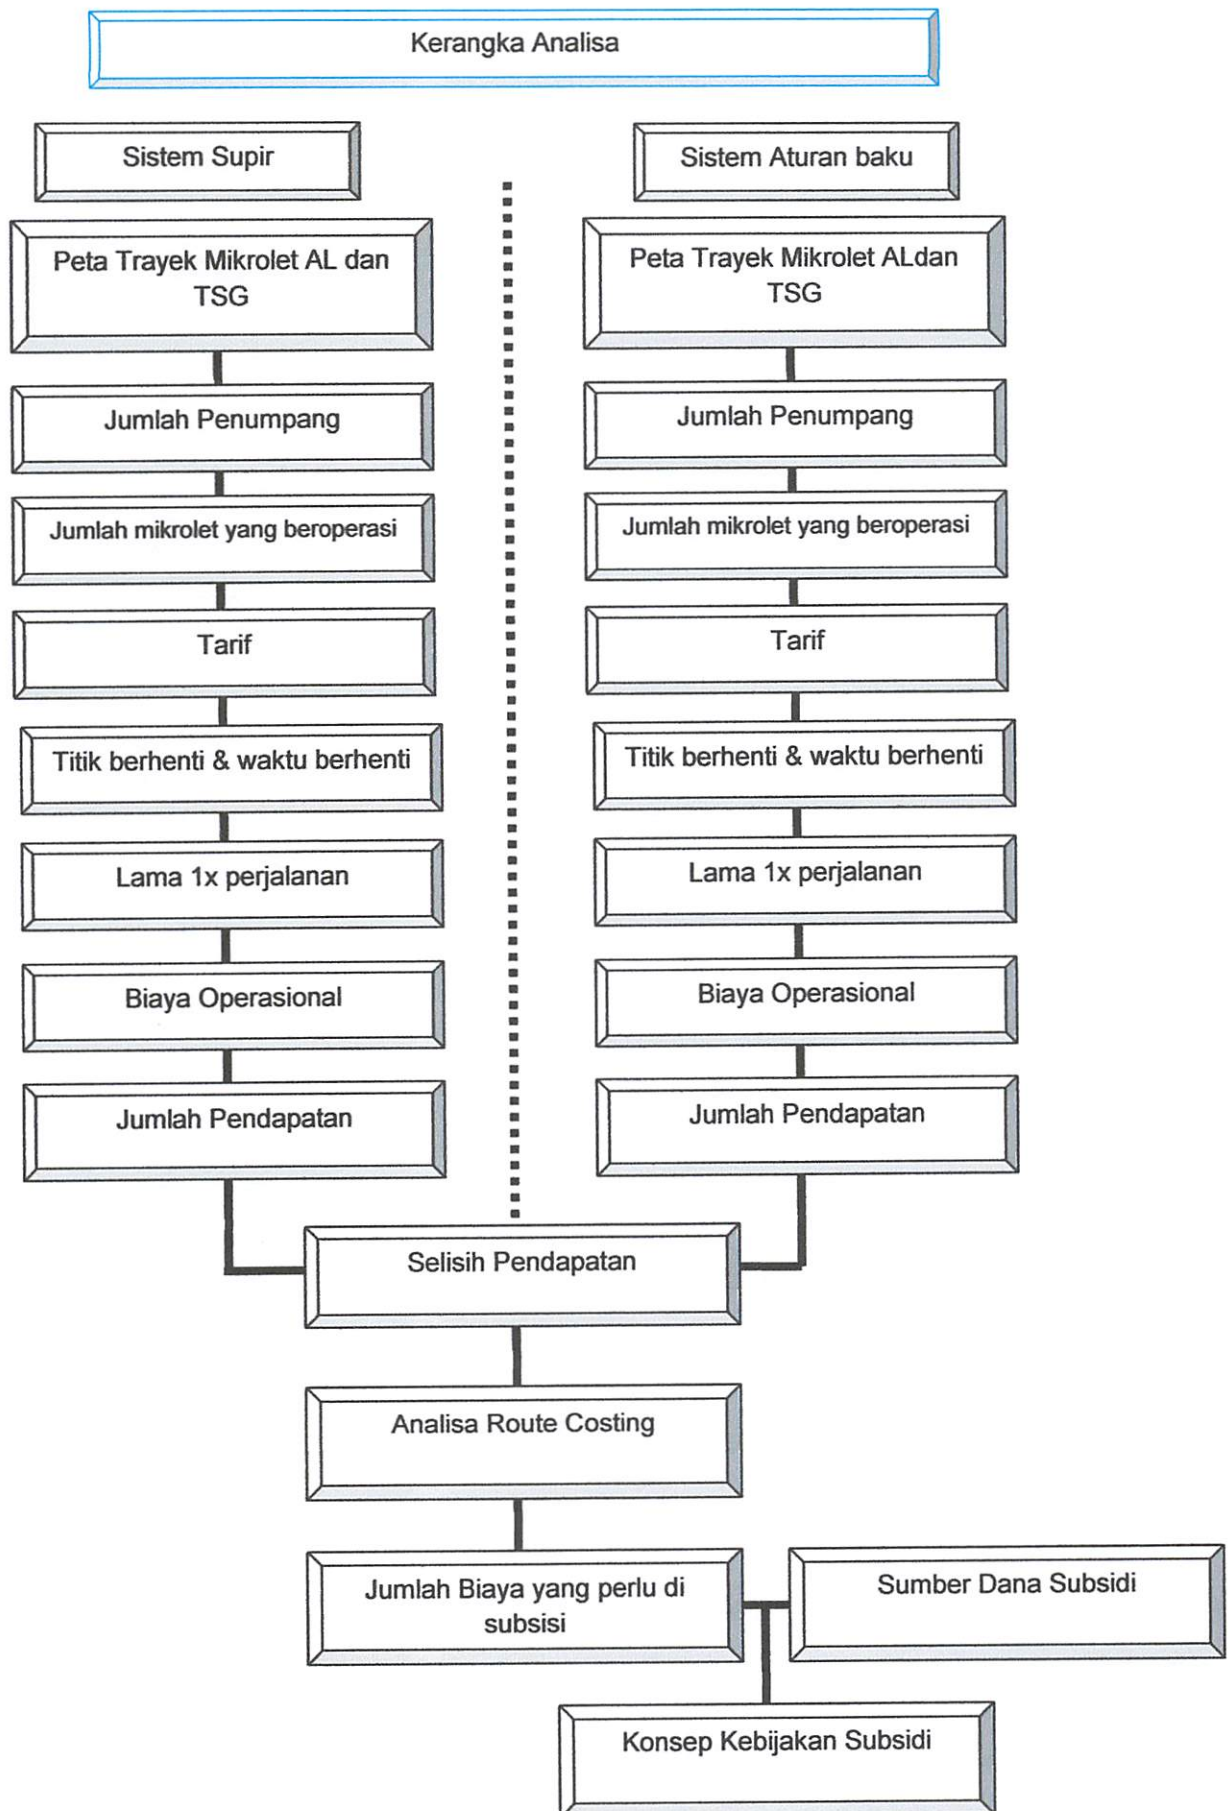 Kerangka Analisa
Sistem Supir
Peta Trayek Mikrolet AL dan
TSG
Jumlah Penumpang
Jumlah mikrolet yang beroperasi
Tarif
Titik berhenti & waktu berhenti
Lama 1x perjalanan
Biaya Operasional
Jumlah Pendapatan
Sistem Aturan baku
Peta Trayek Mikrolet ALdan
TSG
Jumlah Penumpang
Jumlah mikrolet yang beroperasi
Tarif
Titik berhenti & waktu berhenti
Lama 1x perjalanan
Biaya Operasional
Jumlah Pendapatan
Selisih Pendapatan
Analisa Route Costing
Jumlah Biaya yang perlu di
subsisi
Sumber Dana Subsidi
Konsep Kebijakan Subsidi